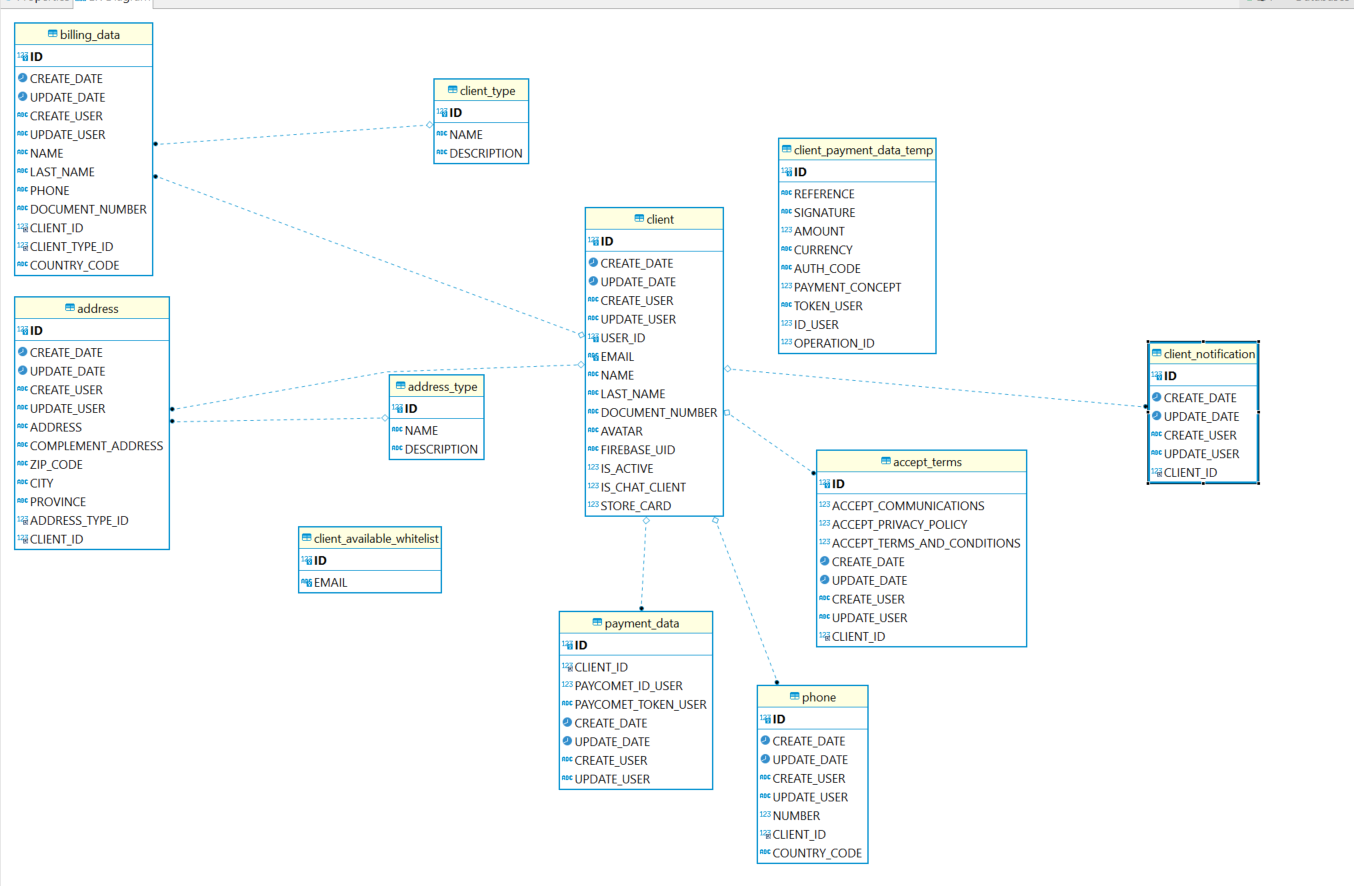 Properties
Diagram
Databases
billing_data
ID
CREATE_DATE
UPDATE_DATE
CREATE_USER
UPDATE_USER
NAME
LAST_NAME
PHONE
DOCUMENT_NUMBER
CLIENT_ID
CLIENT_TYPE_ID
COUNTRY_CODE
client_type
ID
NAME
DESCRIPTION
client_payment_data_temp
ID
REFERENCE
SIGNATURE
AMOUNT
CURRENCY
AUTH_CODE
PAYMENT_CONCEPT
TOKEN_USER
ID_USER
OPERATION_ID
client
ID
CREATE_DATE
UPDATE_DATE
CREATE_USER
UPDATE_USER
USER_ID
EMAIL
NAME
LAST_NAME
DOCUMENT_NUMBER
AVATAR
FIREBASE_UID
IS_ACTIVE
IS_CHAT_CLIENT
STORE_CARD
address
ID
CREATE_DATE
UPDATE_DATE
CREATE_USER
UPDATE_USER
ADDRESS
COMPLEMENT_ADDRESS
ZIP_CODE
CITY
PROVINCE
ADDRESS_TYPE_ID
CLIENT_ID
address_type
ID
NAME
DESCRIPTION
client_notification
ID
CREATE_DATE
UPDATE_DATE
CREATE_USER
UPDATE_USER
CLIENT_ID
accept_terms
ID
ACCEPT_COMMUNICATIONS
ACCEPT_PRIVACY_POLICY
ACCEPT_TERMS_AND_CONDITIONS
CREATE_DATE
UPDATE_DATE
CREATE_USER
UPDATE_USER
CLIENT_ID
client_available_whitelist
ID
EMAIL
payment_data
ID
CLIENT_ID
PAYCOMET_ID_USER
PAYCOMET_TOKEN_USER
CREATE_DATE
UPDATE_DATE
CREATE_USER
UPDATE_USER
phone
ID
CREATE_DATE
UPDATE_DATE
CREATE_USER
UPDATE_USER
NUMBER
CLIENT_ID
COUNTRY_CODE